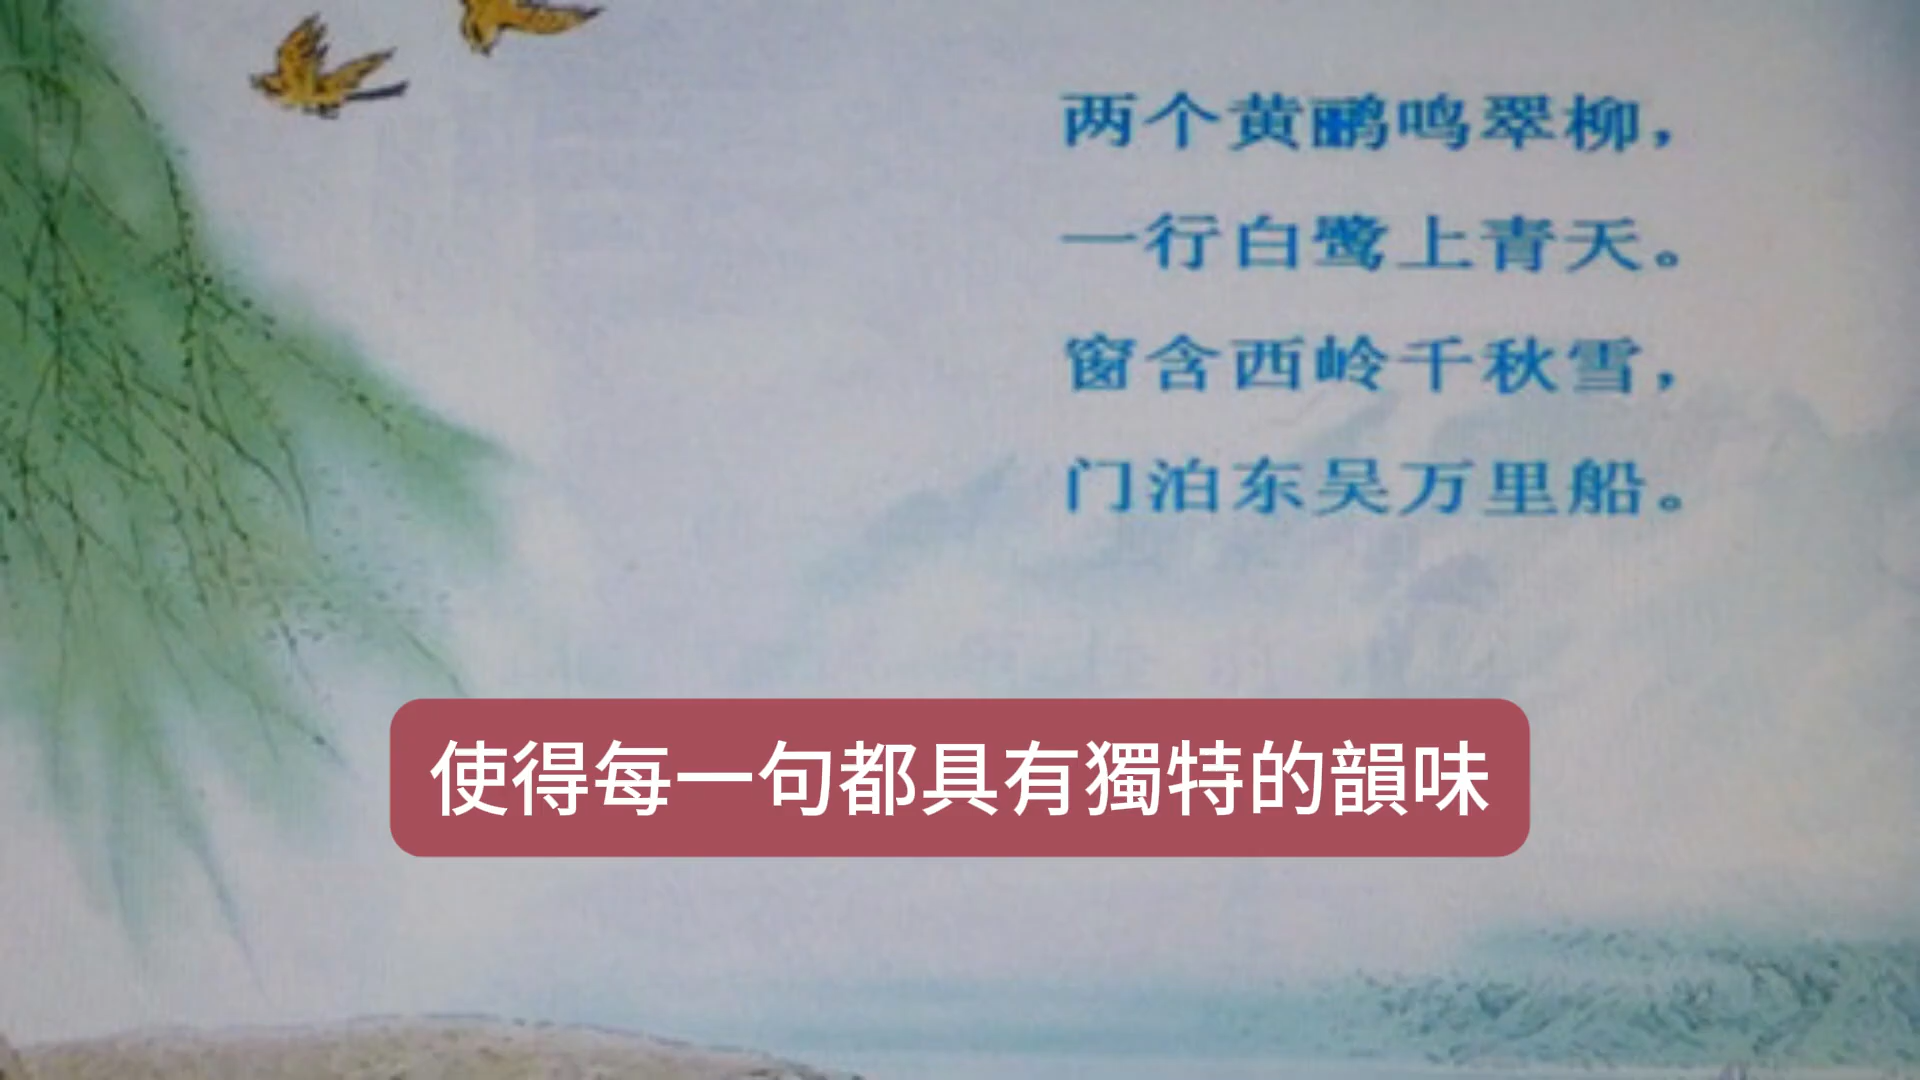 两个黄鹂鸣翠柳，
一行白鹭上青天。
窗含西岭千秋雪，
门泊东吴万里船。
使得每一句都具有獨特的韻味